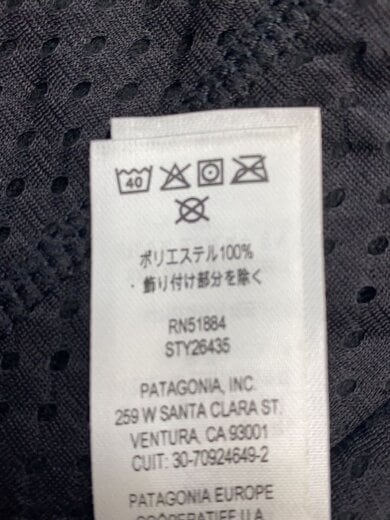 40
ポリエステル100%
・飾り付け部分を除く
RN51884
STY26435
PATAGONIA, INC.
259 W SANTA CLARA ST.
VENTURA, CA 93001
CUIT: 30-70924649-2
PATAGONIA EUROPE
COOPERATIEF U.A.